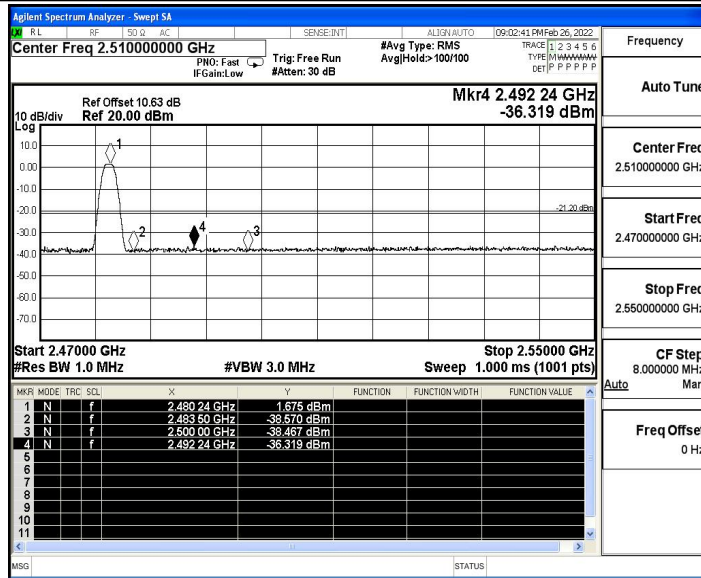 Agilent Spectrum Analyzer - Swept SA
RL RF 50 Ω AC SENSE:INT ALIGN AUTO 09:02:41 PM Feb 26, 2022
Center Freq 2.510000000 GHz
PNO: Fast
IFGain:Low
Trig: Free Run
#Atten: 30 dB
#Avg Type: RMS
Avg|Hold:> 100/100
TRACE 1 2 3 4 5 6
TYPE M
DET P P P P P P
Frequency
Auto Tune
Center Freq
2.510000000 GHz
Start Freq
2.470000000 GHz
Stop Freq
2.550000000 GHz
CF Step
8.000000 MHz
Auto Man
Freq Offset
0 Hz
Mkr4 2.492 24 GHz
-36.319 dBm
Ref Offset 10.63 dB
10 dB/div Ref 20.00 dBm
Log
10.0
0.00
-10.0
-20.0
-30.0
-40.0
-50.0
-60.0
-70.0
1
2
4
3
-21.20 dBm
Start 2.47000 GHz Stop 2.55000 GHz
#Res BW 1.0 MHz #VBW 3.0 MHz Sweep 1.000 ms (1001 pts)
MKR MODE TRC SCL X Y FUNCTION FUNCTION WIDTH FUNCTION VALUE
1 N f 2.480 24 GHz 1.675 dBm
2 N f 2.483 50 GHz -38.570 dBm
3 N f 2.500 00 GHz -38.467 dBm
4 N f 2.492 24 GHz -36.319 dBm
5
6
7
8
9
10
11
MSG STATUS